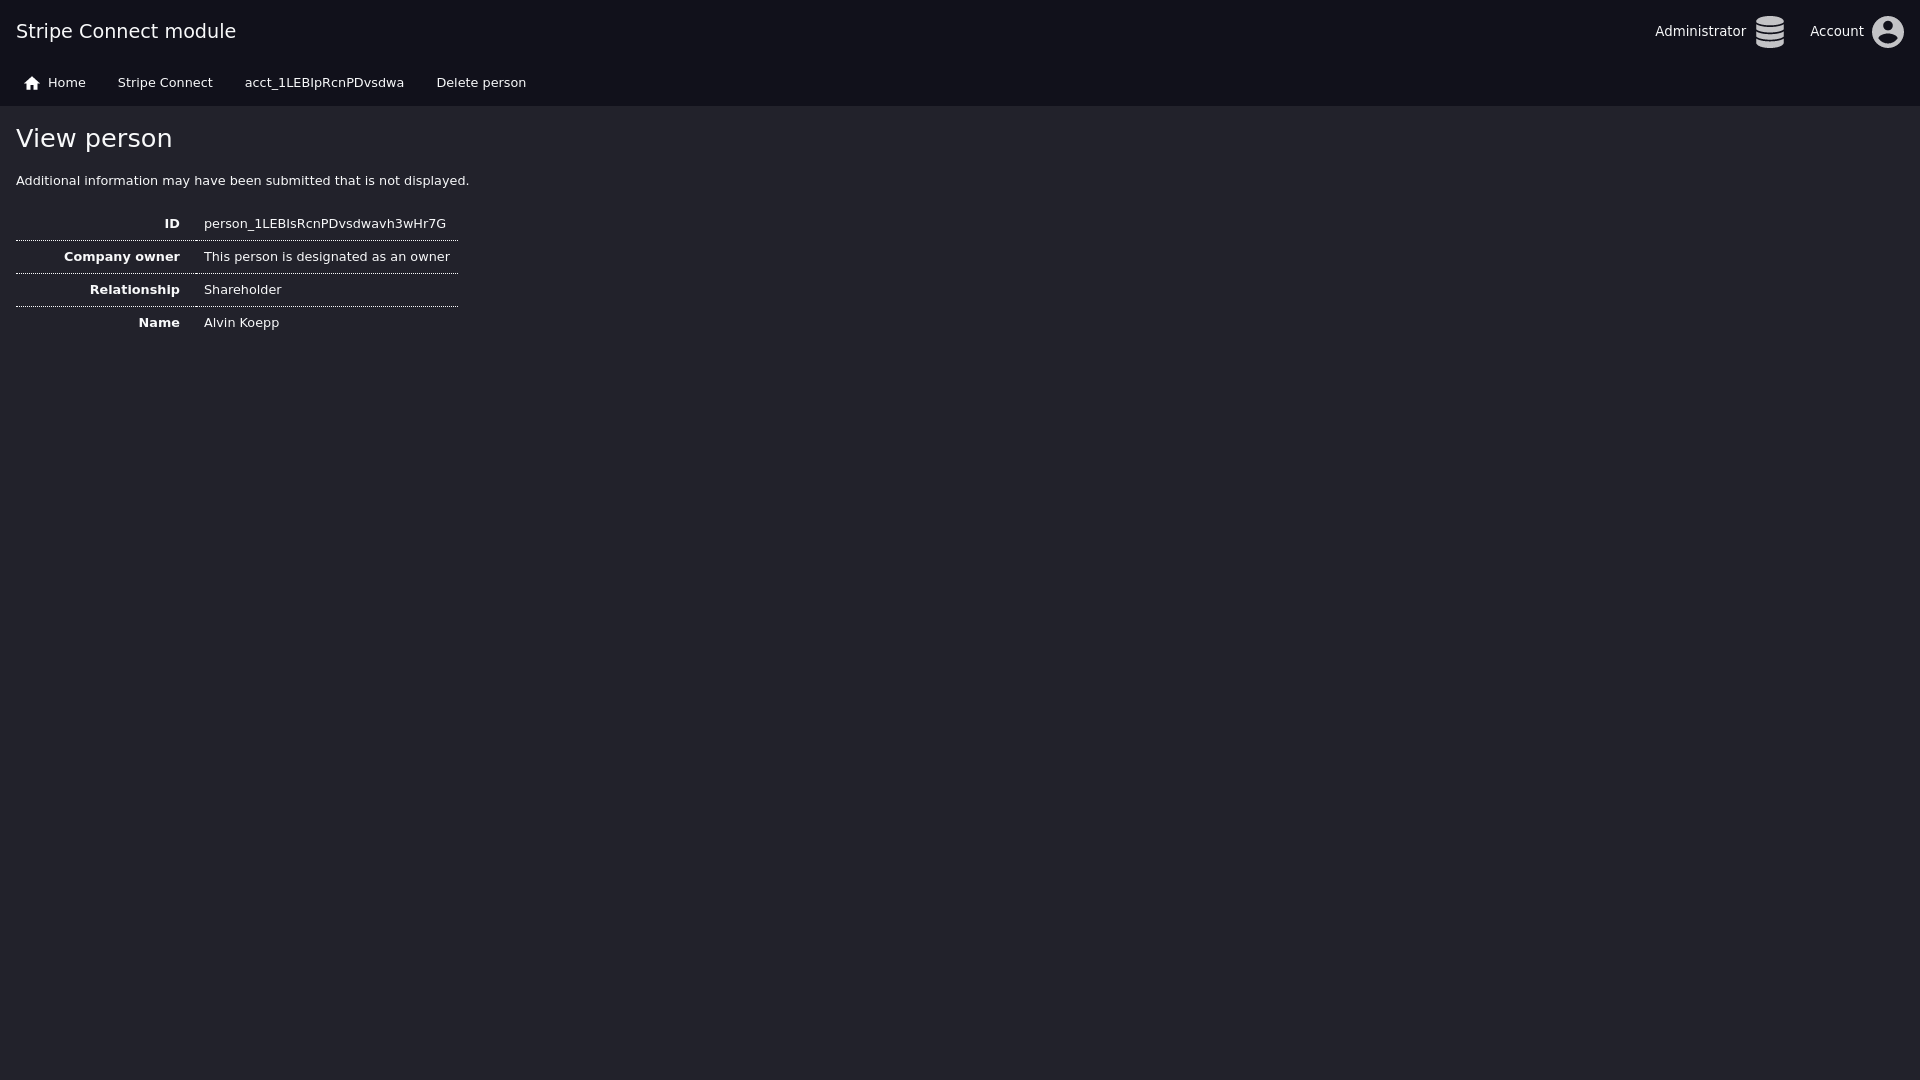 Stripe Connect module
Administrator
Account
Home
Stripe Connect
acct_1LEBIpRcnPDvsdwa
Delete person
View person
Additional information may have been submitted that is not displayed.
ID person_1LEBIsRcnPDvsdwavh3wHr7G
Company owner This person is designated as an owner
Relationship Shareholder
Name Alvin Koepp